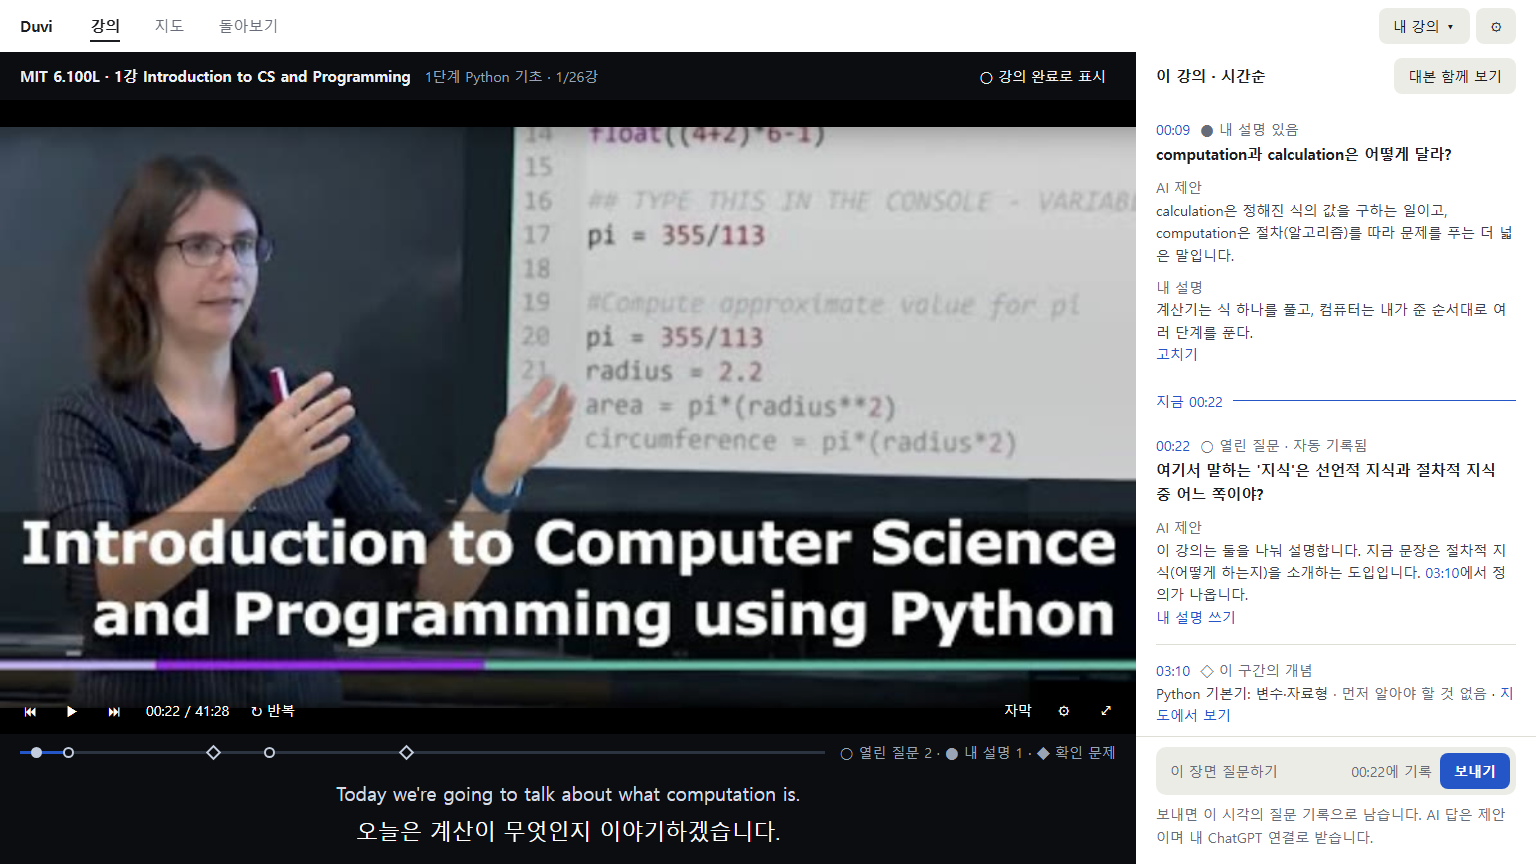 Duvi
강의
지도
돌아보기
내 강의 ▾
⚙
MIT 6.100L · 1강 Introduction to CS and Programming
1단계 Python 기초 · 1/26강
○ 강의 완료로 표시
14 float((4+2)*6-1)
15
16 ## TYPE THIS IN THE CONSOLE - VARIABL
17 pi = 355/113
18
19 #Compute approximate value for pi
20 pi = 355/113
21 radius = 2.2
area = pi*(radius**2)
circumference = pi*(radius*2)
Introduction to Computer Science
and Programming using Python
00:22 / 41:28
↻ 반복
자막
○ 열린 질문 2 · ● 내 설명 1 · ◆ 확인 문제
Today we're going to talk about what computation is.
오늘은 계산이 무엇인지 이야기하겠습니다.
이 강의 · 시간순
대본 함께 보기
00:09 ● 내 설명 있음
computation과 calculation은 어떻게 달라?
AI 제안
calculation은 정해진 식의 값을 구하는 일이고,
computation은 절차(알고리즘)를 따라 문제를 푸는 더 넓
은 말입니다.
내 설명
계산기는 식 하나를 풀고, 컴퓨터는 내가 준 순서대로 여
러 단계를 푼다.
고치기
지금 00:22
00:22 ○ 열린 질문 · 자동 기록됨
여기서 말하는 '지식'은 선언적 지식과 절차적 지식
중 어느 쪽이야?
AI 제안
이 강의는 둘을 나눠 설명합니다. 지금 문장은 절차적 지
식(어떻게 하는지)을 소개하는 도입입니다. 03:10에서 정
의가 나옵니다.
내 설명 쓰기
03:10 ◇ 이 구간의 개념
Python 기본기: 변수·자료형 · 먼저 알아야 할 것 없음 · 지
도에서 보기
이 장면 질문하기
00:22에 기록
보내기
보내면 이 시각의 질문 기록으로 남습니다. AI 답은 제안
이며 내 ChatGPT 연결로 받습니다.